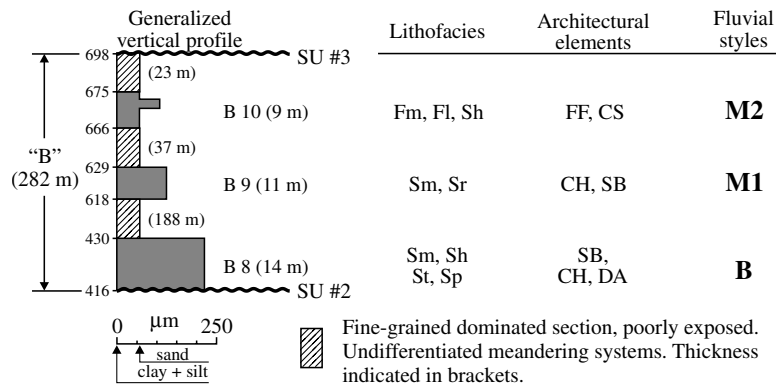 Generalized
vertical profile
Lithofacies
Architectural
elements
Fluvial
styles
698
SU #3
(23 m)
675
B 10 (9 m)
Fm, Fl, Sh
FF, CS
M2
666
(37 m)
“B”
(282 m)
629
B 9 (11 m)
Sm, Sr
CH, SB
M1
618
(188 m)
430
B 8 (14 m)
Sm, Sh
St, Sp
SB,
CH, DA
B
416
SU #2
0 μm 250
sand
clay + silt
Fine-grained dominated section, poorly exposed.
Undifferentiated meandering systems. Thickness
indicated in brackets.